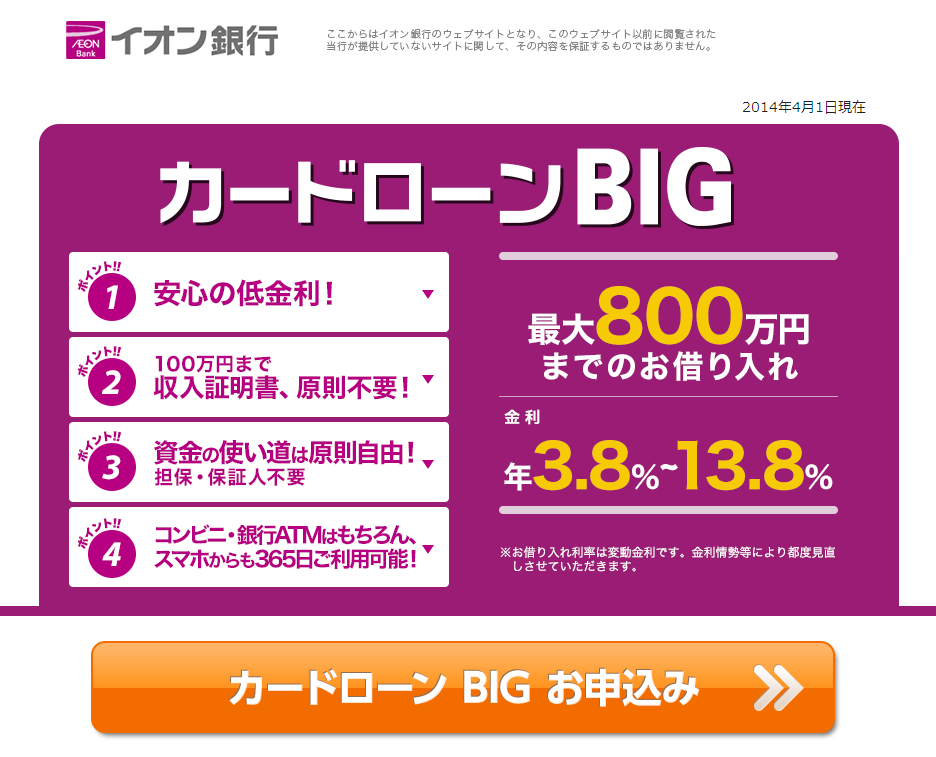 ÆON
Bank
イオン銀行
ここからはイオン銀行のウェブサイトとなり、このウェブサイト以前に閲覧された
当行が提供していないサイトに関して、その内容を保証するものではありません。
2014年4月1日現在
カードローンBIG
ポイント!!
1
安心の低金利！
ポイント!!
2
100万円まで
収入証明書、原則不要！
ポイント!!
3
資金の使い道は原則自由！
担保・保証人不要
ポイント!!
4
コンビニ・銀行ATMはもちろん、
スマホからも365日ご利用可能！
最大800万円
までのお借り入れ
金利
年3.8%~13.8%
※お借り入れ利率は変動金利です。金利情勢等により都度見直
しさせていただきます。
カードローン BIG お申込み